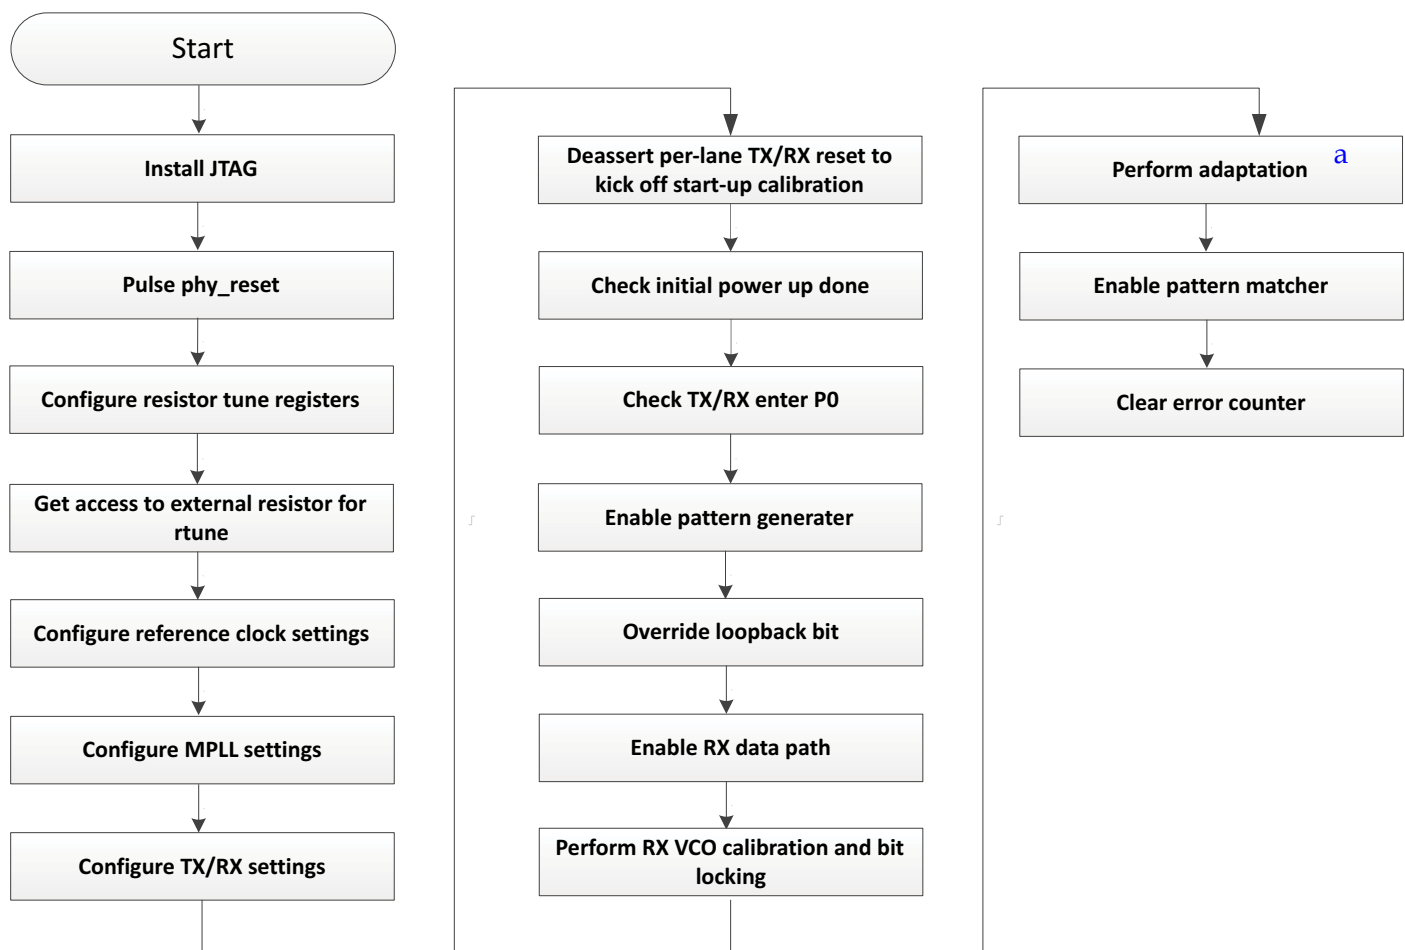 Start
Install JTAG
Pulse phy_reset
Configure resistor tune registers
Get access to external resistor for
rtune
Configure reference clock settings
Configure MPLL settings
Configure TX/RX settings
Deassert per-lane TX/RX reset to
kick off start-up calibration
Check initial power up done
Check TX/RX enter P0
Enable pattern generater
Override loopback bit
Enable RX data path
Perform RX VCO calibration and bit
locking
Perform adaptation a
Enable pattern matcher
Clear error counter